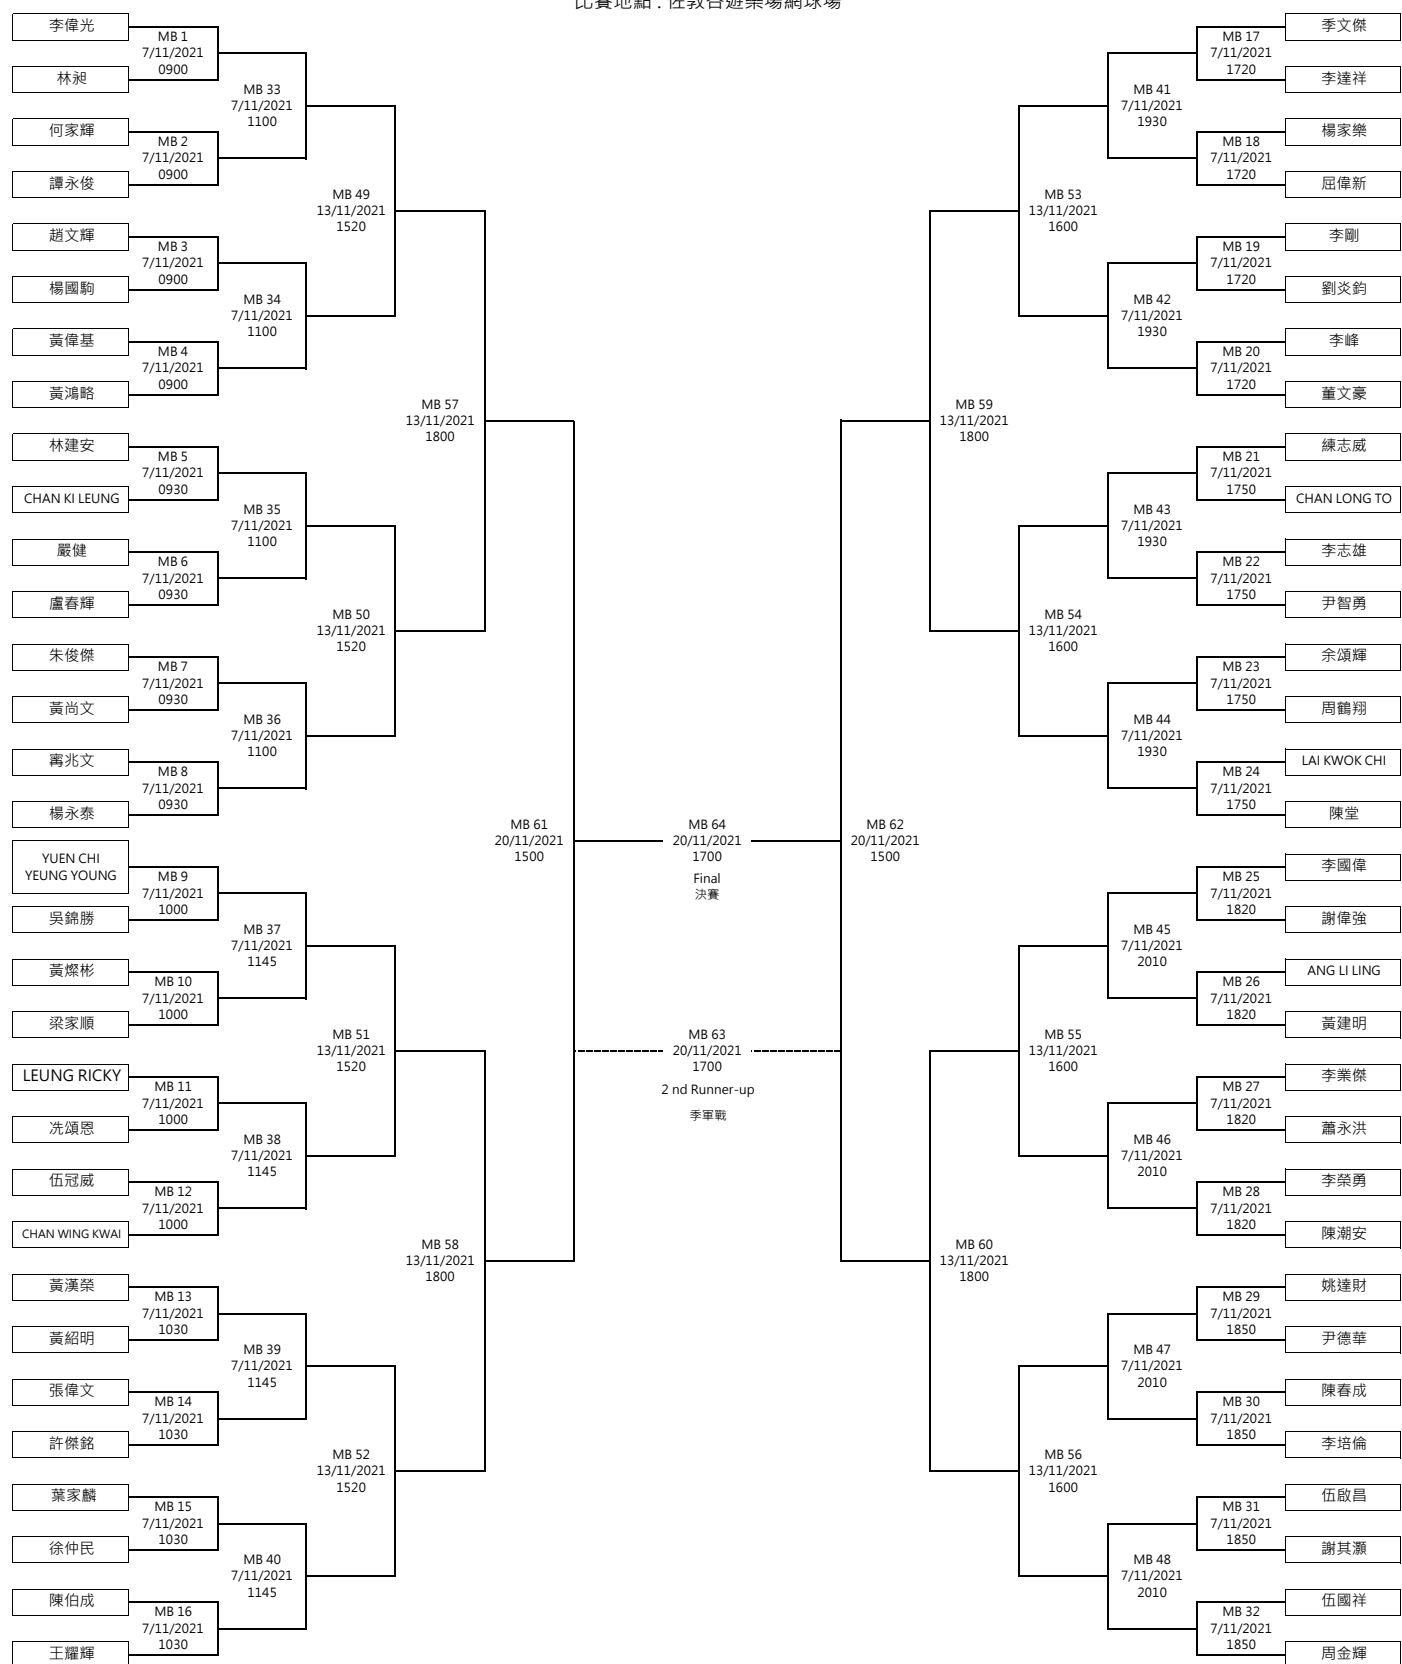 比賽地點 : 佐敦谷遊樂場網球場
李偉光
MB 1
7/11/2021
0900
林昶
MB 33
7/11/2021
1100
何家輝
MB 2
7/11/2021
0900
譚永俊
MB 49
13/11/2021
1520
趙文輝
MB 3
7/11/2021
0900
楊國駒
MB 34
7/11/2021
1100
黃偉基
MB 4
7/11/2021
0900
黃鴻略
MB 57
13/11/2021
1800
林建安
MB 5
7/11/2021
0930
CHAN KI LEUNG
MB 35
7/11/2021
1100
嚴健
MB 6
7/11/2021
0930
盧春輝
MB 50
13/11/2021
1520
朱俊傑
MB 7
7/11/2021
0930
黃尚文
MB 36
7/11/2021
1100
寗兆文
MB 8
7/11/2021
0930
楊永泰
MB 61
20/11/2021
1500
YUEN CHI
YEUNG YOUNG
MB 9
7/11/2021
1000
吳錦勝
MB 37
7/11/2021
1145
黃燦彬
MB 10
7/11/2021
1000
梁家順
MB 51
13/11/2021
1520
LEUNG RICKY
MB 11
7/11/2021
1000
冼頌恩
MB 38
7/11/2021
1145
伍冠威
MB 12
7/11/2021
1000
CHAN WING KWAI
MB 58
13/11/2021
1800
黃漢榮
MB 13
7/11/2021
1030
黃紹明
MB 39
7/11/2021
1145
張偉文
MB 14
7/11/2021
1030
許傑銘
MB 52
13/11/2021
1520
葉家麟
MB 15
7/11/2021
1030
徐仲民
MB 40
7/11/2021
1145
陳伯成
MB 16
7/11/2021
1030
王耀輝
MB 64
20/11/2021
1700
Final
決賽
MB 63
20/11/2021
1700
2 nd Runner-up
季軍戰
季文傑
MB 17
7/11/2021
1720
李達祥
MB 41
7/11/2021
1930
楊家樂
MB 18
7/11/2021
1720
屈偉新
MB 53
13/11/2021
1600
李剛
MB 19
7/11/2021
1720
劉炎鈞
MB 42
7/11/2021
1930
李峰
MB 20
7/11/2021
1720
董文豪
MB 59
13/11/2021
1800
練志威
MB 21
7/11/2021
1750
CHAN LONG TO
MB 43
7/11/2021
1930
李志雄
MB 22
7/11/2021
1750
尹智勇
MB 54
13/11/2021
1600
余頌輝
MB 23
7/11/2021
1750
周鶴翔
MB 44
7/11/2021
1930
LAI KWOK CHI
MB 24
7/11/2021
1750
陳堂
MB 62
20/11/2021
1500
李國偉
MB 25
7/11/2021
1820
謝偉強
MB 45
7/11/2021
2010
ANG LI LING
MB 26
7/11/2021
1820
黃建明
MB 55
13/11/2021
1600
李業傑
MB 27
7/11/2021
1820
蕭永洪
MB 46
7/11/2021
2010
李榮勇
MB 28
7/11/2021
1820
陳潮安
MB 60
13/11/2021
1800
姚達財
MB 29
7/11/2021
1850
尹德華
MB 47
7/11/2021
2010
陳春成
MB 30
7/11/2021
1850
李培倫
MB 56
13/11/2021
1600
伍啟昌
MB 31
7/11/2021
1850
謝其灝
MB 48
7/11/2021
2010
伍國祥
MB 32
7/11/2021
1850
周金輝